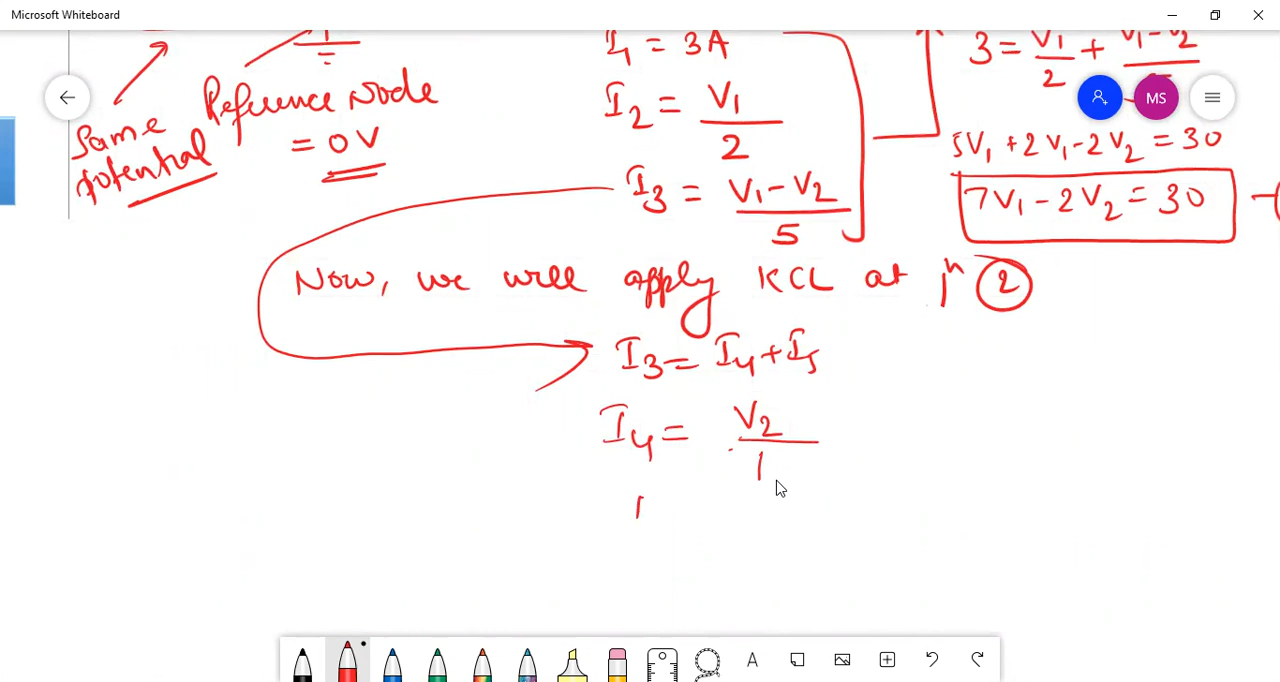 Microsoft Whiteboard
Same potential
Reference Node
= 0V
I1 = 3A
I2 = V1/2
I3 = V1-V2/5
3 = V1/2 + V1-V2
MS
5V1 + 2V1 - 2V2 = 30
7V1 - 2V2 = 30
Now, we will apply KCL at jn 2
I3 = I4 + I5
I4 = V2/1
A